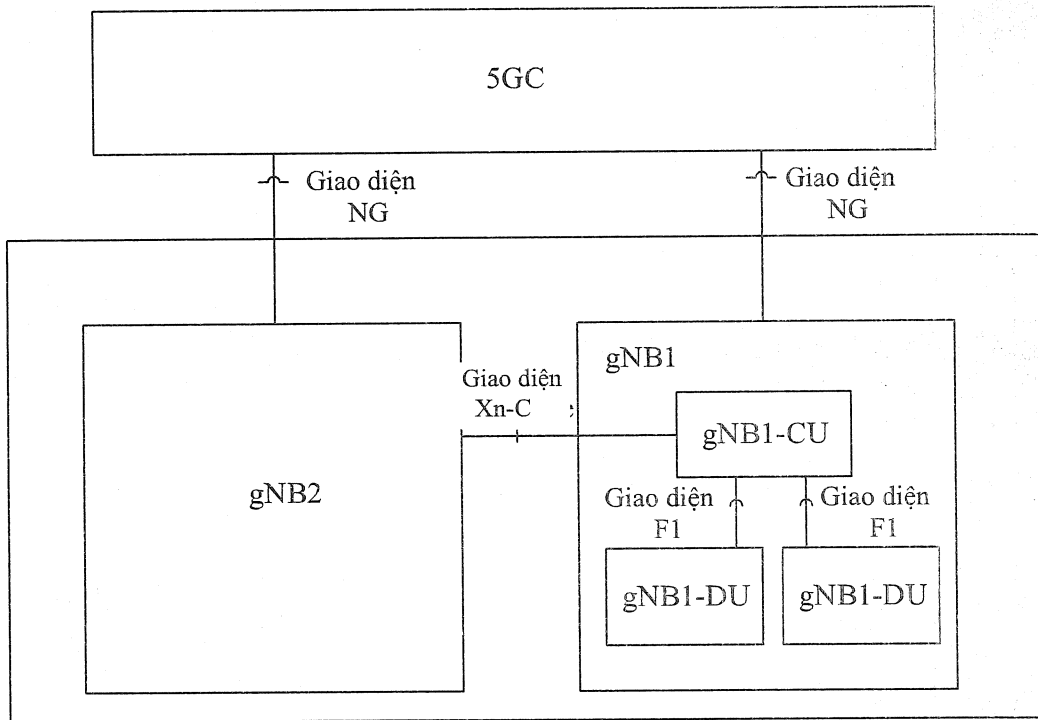 5GC
Giao diện
NG
Giao diện
NG
gNB1
Giao diện
Xn-C
gNB1-CU
gNB2
Giao diện
F1
Giao diện
F1
gNB1-DU
gNB1-DU